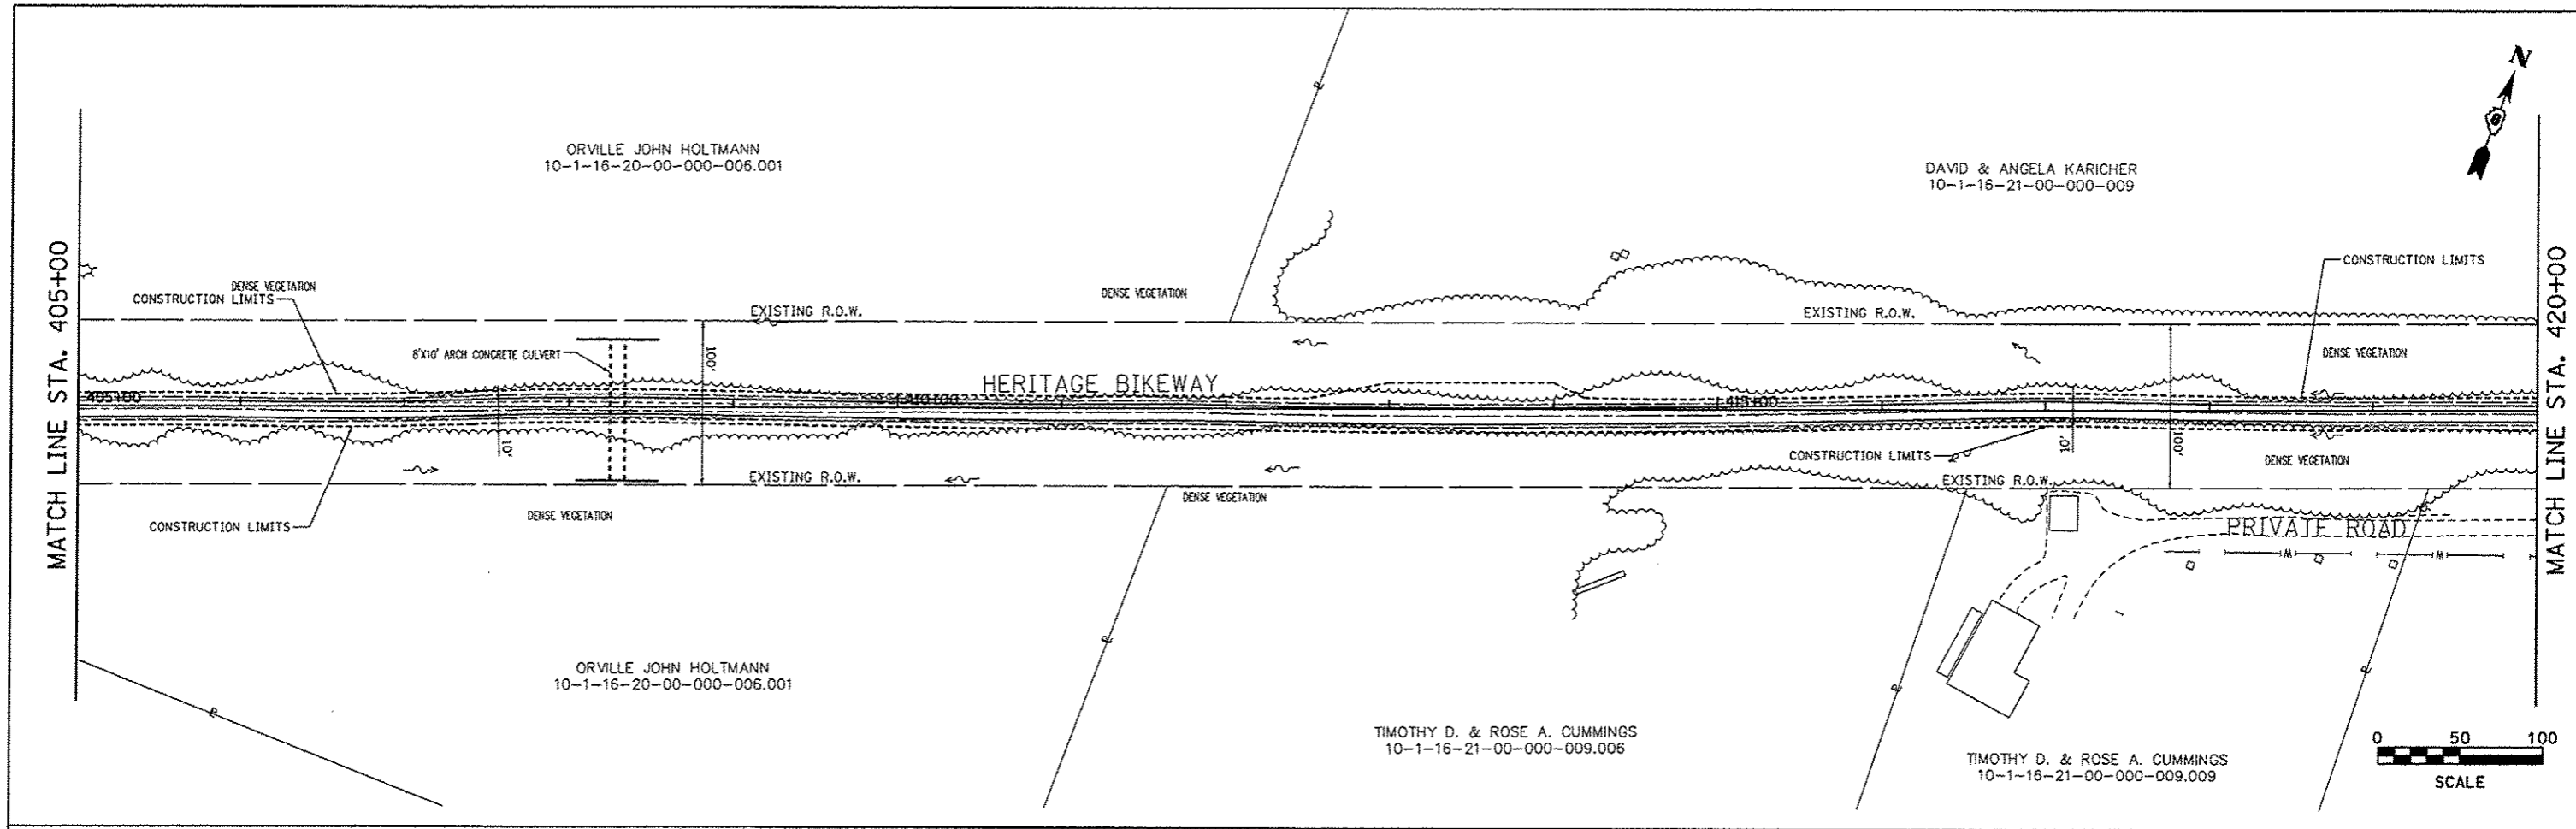 N
8
ORVILLE JOHN HOLTMANN
10-1-16-20-00-000-006.001
DAVID & ANGELA KARICHER
10-1-16-21-00-000-009
MATCH LINE STA. 405+00
MATCH LINE STA. 420+00
DENSE VEGETATION
CONSTRUCTION LIMITS
DENSE VEGETATION
CONSTRUCTION LIMITS
EXISTING R.O.W.
EXISTING R.O.W.
8'X10' ARCH CONCRETE CULVERT
100'
DENSE VEGETATION
HERITAGE BIKEWAY
405+00
410+00
415+00
10'
10'
100'
CONSTRUCTION LIMITS
DENSE VEGETATION
EXISTING R.O.W.
EXISTING R.O.W.
DENSE VEGETATION
DENSE VEGETATION
CONSTRUCTION LIMITS
PRIVATE ROAD
W
W
P
P
P
P
P
ORVILLE JOHN HOLTMANN
10-1-16-20-00-000-006.001
TIMOTHY D. & ROSE A. CUMMINGS
10-1-16-21-00-000-009.006
TIMOTHY D. & ROSE A. CUMMINGS
10-1-16-21-00-000-009.009
0 50 100
SCALE